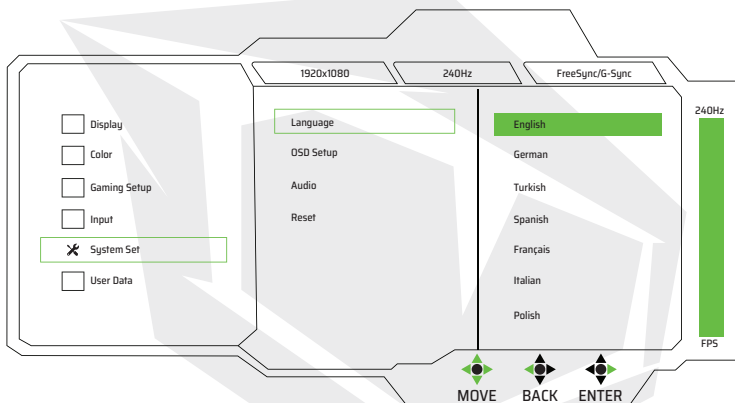 1920x1080
240Hz
FreeSync/G-Sync
240Hz
Display
Color
Gaming Setup
Input
System Set
User Data
Language
OSD Setup
Audio
Reset
English
German
Turkish
Spanish
Français
Italian
Polish
FPS
MOVE
BACK
ENTER